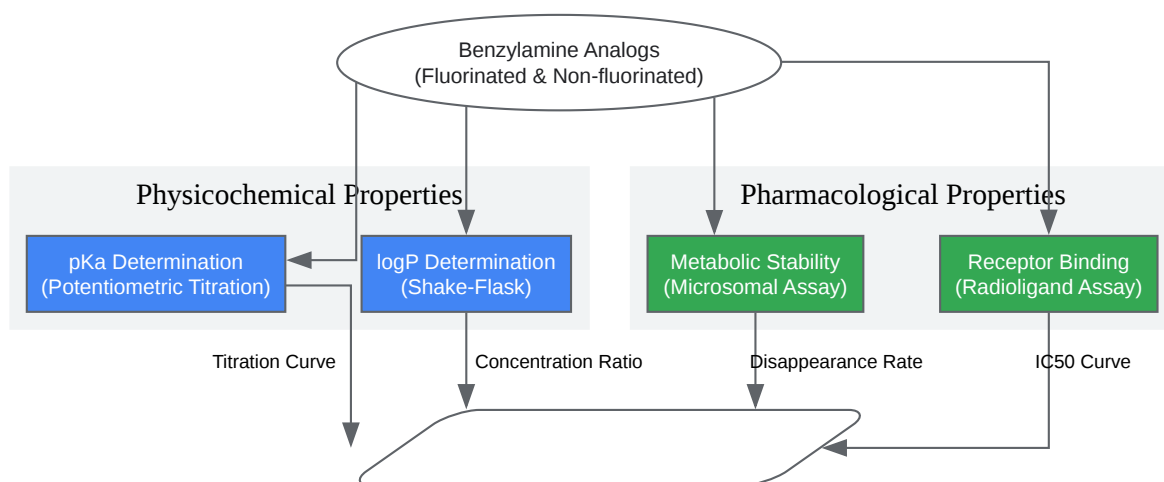 Benzylamine Analogs
(Fluorinated & Non-fluorinated)
Physicochemical Properties
Pharmacological Properties
pKa Determination
(Potentiometric Titration)
logP Determination
(Shake-Flask)
Metabolic Stability
(Microsomal Assay)
Receptor Binding
(Radioligand Assay)
Titration Curve
Concentration Ratio
Disappearance Rate
IC50 Curve